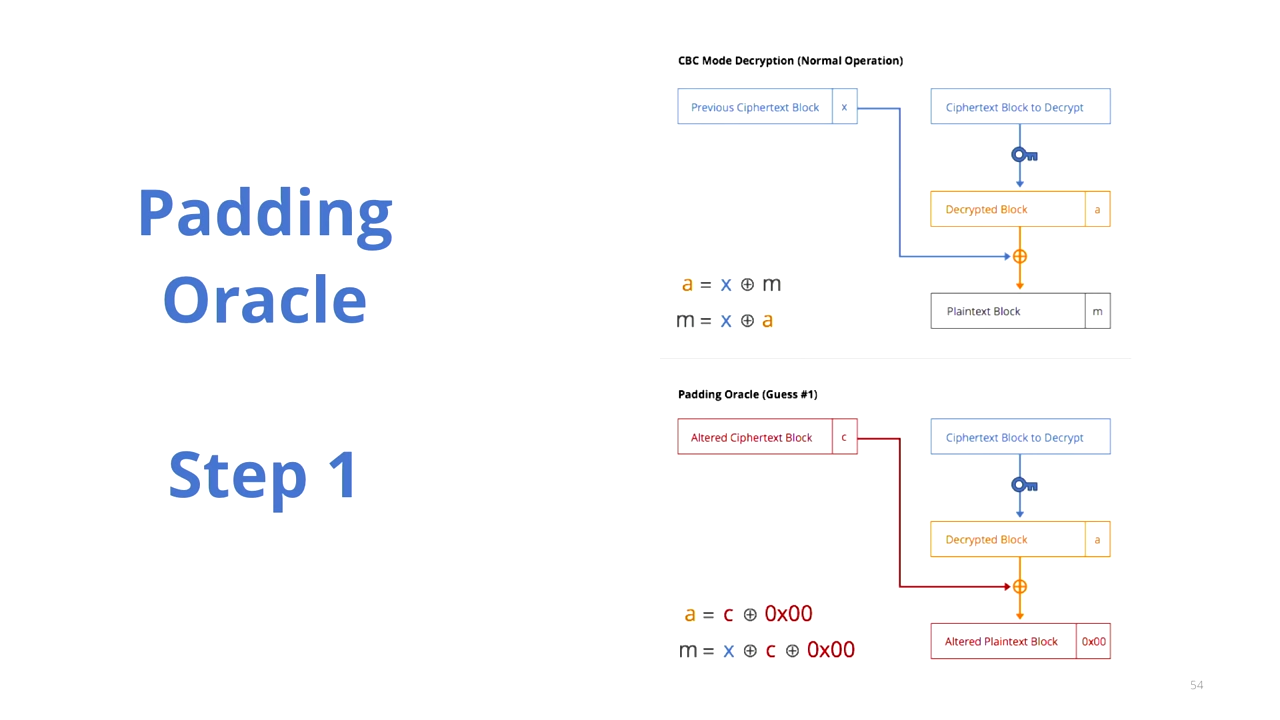 Padding
Oracle
Step 1
CBC Mode Decryption (Normal Operation)
Previous Ciphertext Block x
Ciphertext Block to Decrypt
Decrypted Block a
a = x ⊕ m
m = x ⊕ a
Plaintext Block m
Padding Oracle (Guess #1)
Altered Ciphertext Block c
Ciphertext Block to Decrypt
Decrypted Block a
a = c ⊕ 0x00
m = x ⊕ c ⊕ 0x00
Altered Plaintext Block 0x00
54